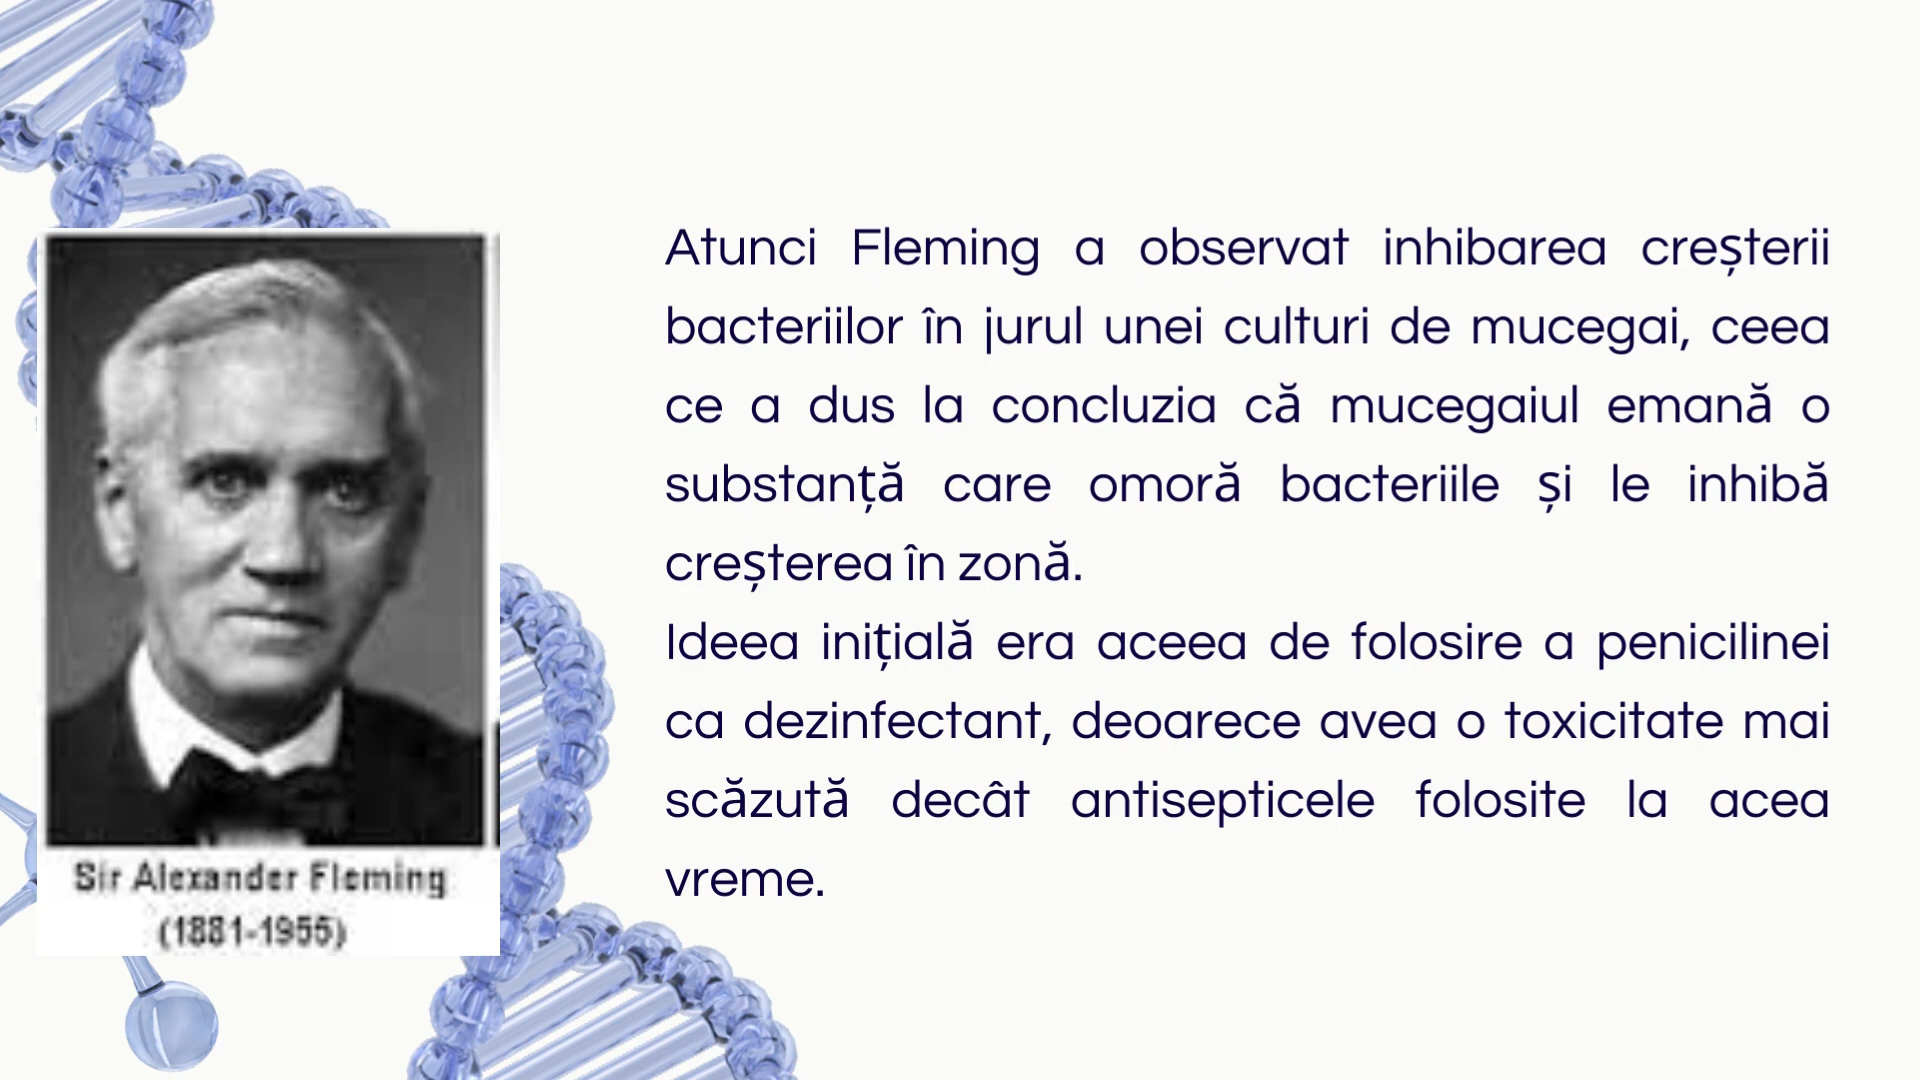 Atunci Fleming a observat inhibarea creșterii
bacteriilor în jurul unei culturi de mucegai, ceea
ce a dus la concluzia că mucegaiul emană o
substanță care omoră bacteriile și le inhibă
creșterea în zonă.
Ideea inițială era aceea de folosire a penicilinei
ca dezinfectant, deoarece avea o toxicitate mai
scăzută decât antisepticele folosite la acea
vreme.
Sir Alexander Fleming
(1881-1955)